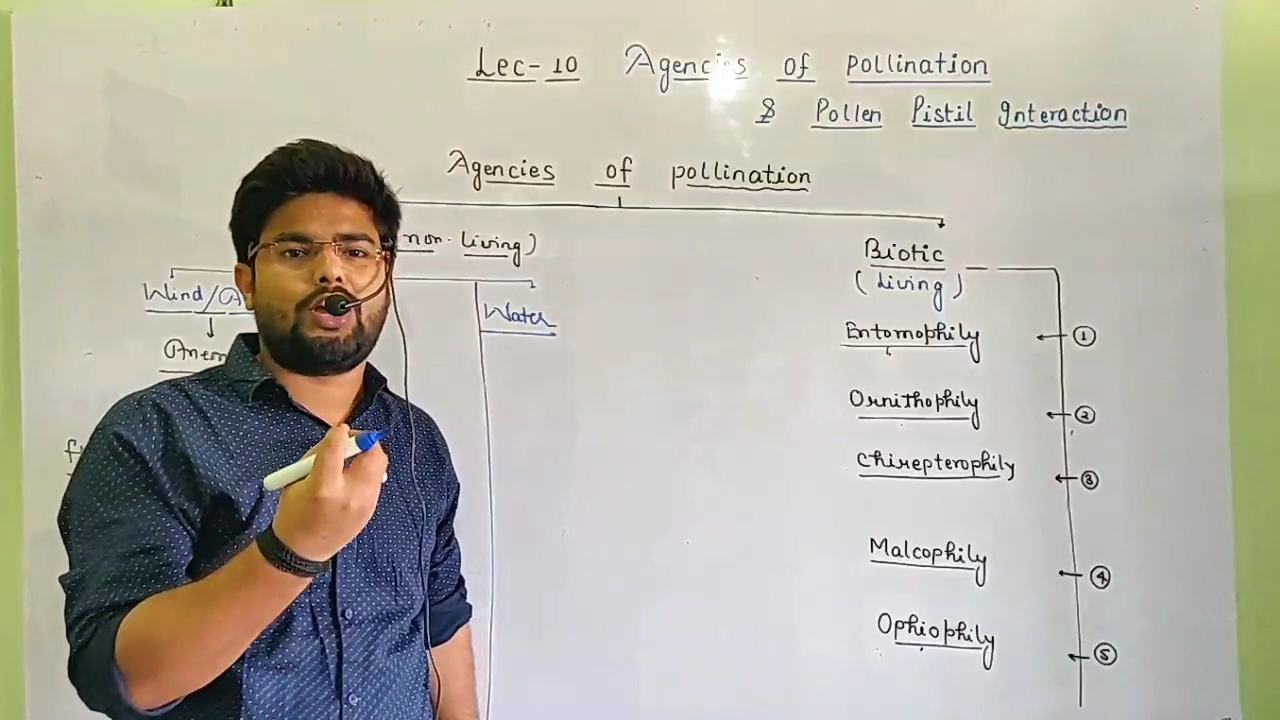 Lec-10 Agencies of pollination
& Pollen Pistil Interaction
Agencies of pollination
non-living)
Biotic
(living)
Wind/
Water
Entomophily
①
Ornithophily
②
Chirepterophily
③
Malcophily
④
Ophiophily
⑤